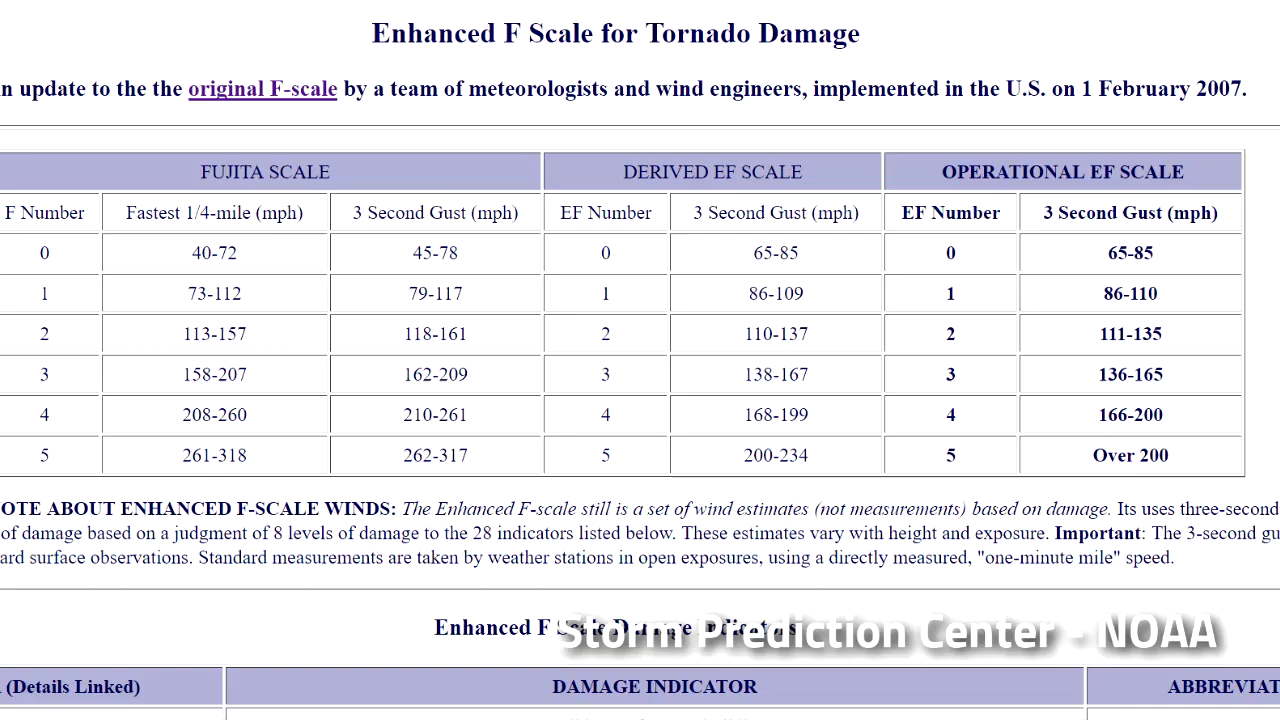 Enhanced F Scale for Tornado Damage
n update to the the original F-scale by a team of meteorologists and wind engineers, implemented in the U.S. on 1 February 2007.
FUJITA SCALE DERIVED EF SCALE OPERATIONAL EF SCALE
F Number Fastest 1/4-mile (mph) 3 Second Gust (mph) EF Number 3 Second Gust (mph) EF Number 3 Second Gust (mph)
0 40-72 45-78 0 65-85 0 65-85
1 73-112 79-117 1 86-109 1 86-110
2 113-157 118-161 2 110-137 2 111-135
3 158-207 162-209 3 138-167 3 136-165
4 208-260 210-261 4 168-199 4 166-200
5 261-318 262-317 5 200-234 5 Over 200
OTE ABOUT ENHANCED F-SCALE WINDS: The Enhanced F-scale still is a set of wind estimates (not measurements) based on damage. Its uses three-second
of damage based on a judgment of 8 levels of damage to the 28 indicators listed below. These estimates vary with height and exposure. Important: The 3-second gu
ard surface observations. Standard measurements are taken by weather stations in open exposures, using a directly measured, "one-minute mile" speed.
Enhanced F Scale Damage Indicators
Storm Prediction Center - NOAA
(Details Linked) DAMAGE INDICATOR ABBREVIAT